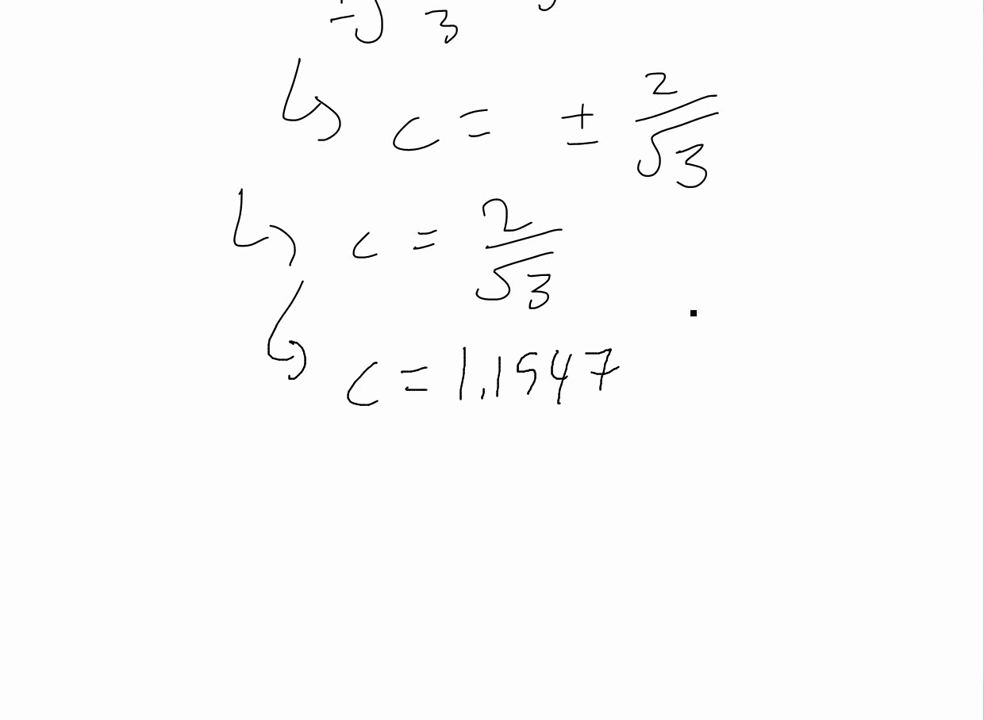 c = ± 2/√3
c = 2/√3
c = 1.1547